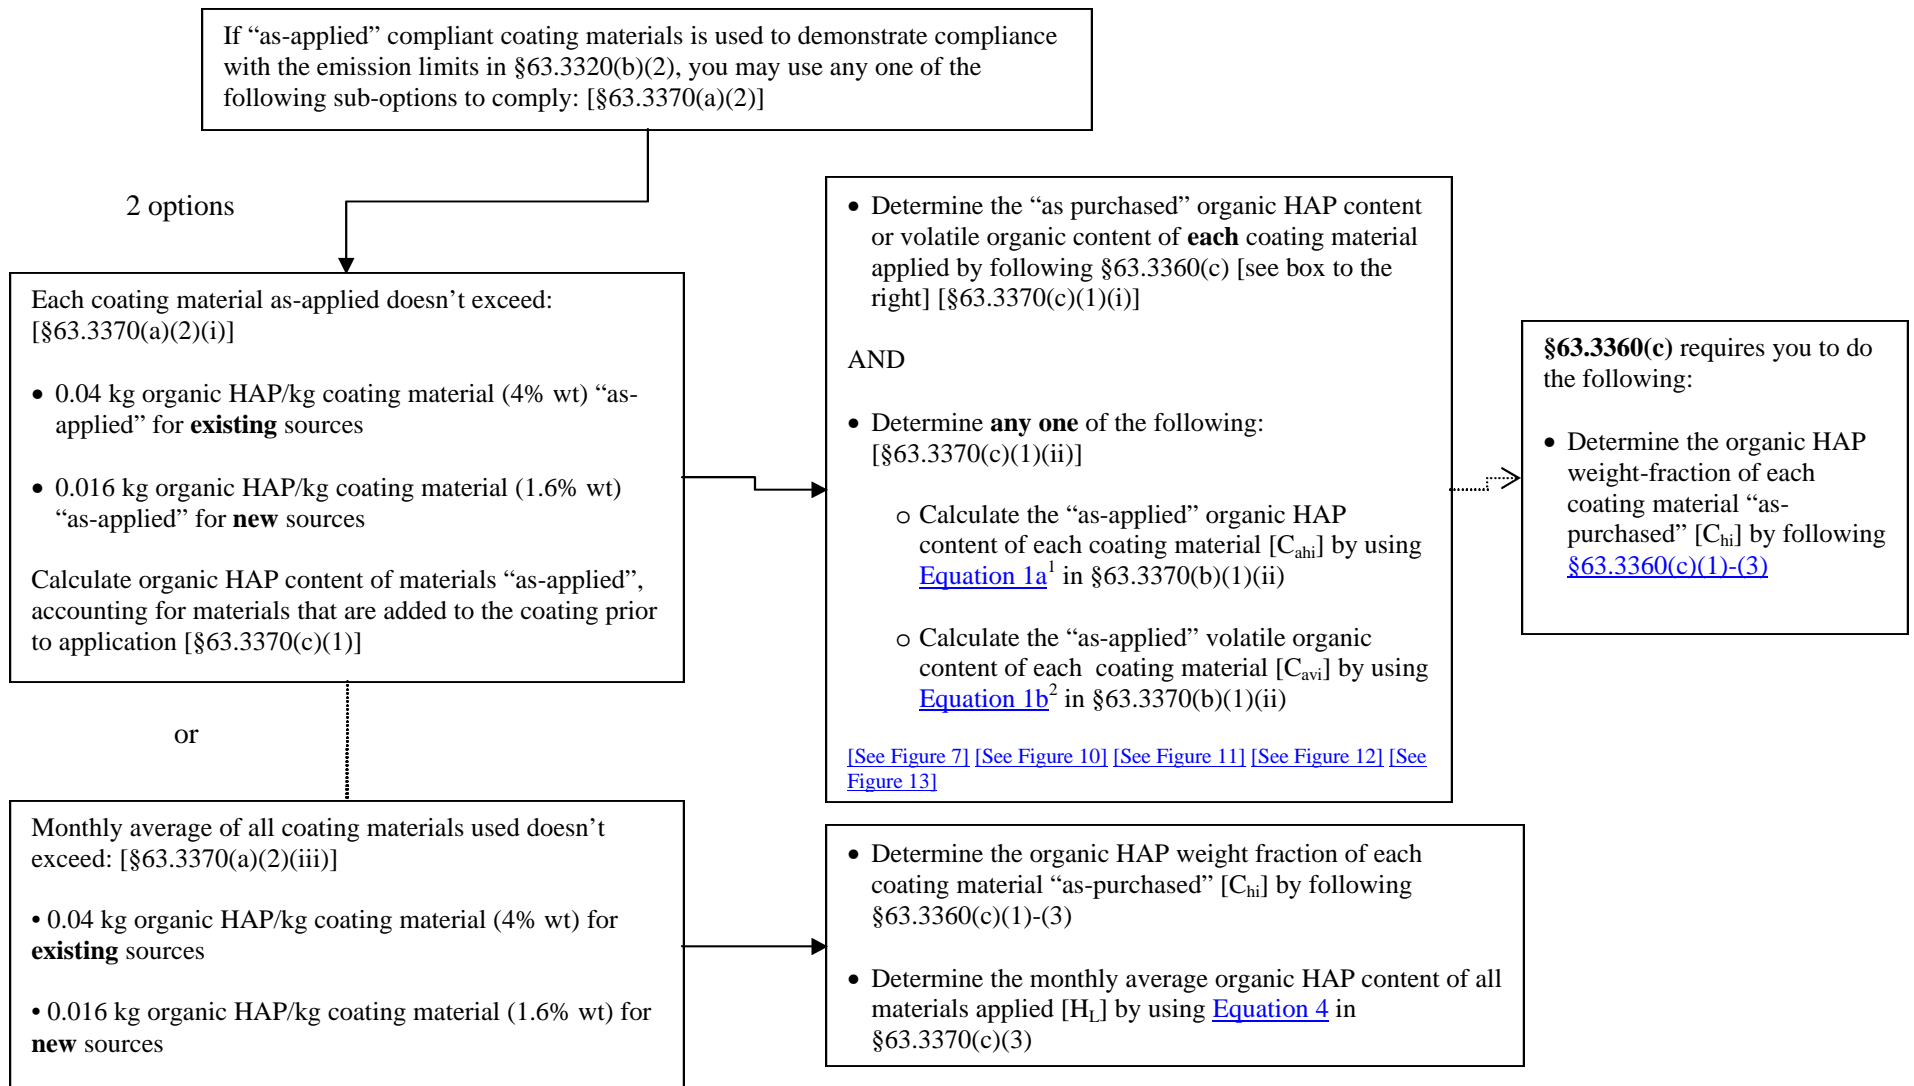 If “as-applied” compliant coating materials is used to demonstrate compliance
with the emission limits in §63.3320(b)(2), you may use any one of the
following sub-options to comply: [§63.3370(a)(2)]
2 options
Each coating material as-applied doesn’t exceed:
[§63.3370(a)(2)(i)]
• 0.04 kg organic HAP/kg coating material (4% wt) “as-
applied” for existing sources
• 0.016 kg organic HAP/kg coating material (1.6% wt)
“as-applied” for new sources
Calculate organic HAP content of materials “as-applied”,
accounting for materials that are added to the coating prior
to application [§63.3370(c)(1)]
or
Monthly average of all coating materials used doesn’t
exceed: [§63.3370(a)(2)(iii)]
• 0.04 kg organic HAP/kg coating material (4% wt) for
existing sources
• 0.016 kg organic HAP/kg coating material (1.6% wt) for
new sources
• Determine the “as purchased” organic HAP content
or volatile organic content of each coating material
applied by following §63.3360(c) [see box to the
right] [§63.3370(c)(1)(i)]
AND
• Determine any one of the following:
[§63.3370(c)(1)(ii)]
o Calculate the “as-applied” organic HAP
content of each coating material [Cahi] by using
Equation 1a1 in §63.3370(b)(1)(ii)
o Calculate the “as-applied” volatile organic
content of each coating material [Cavi] by using
Equation 1b2 in §63.3370(b)(1)(ii)
[See Figure 7] [See Figure 10] [See Figure 11] [See Figure 12] [See
Figure 13]
§63.3360(c) requires you to do
the following:
• Determine the organic HAP
weight-fraction of each
coating material “as-
purchased” [Chi] by following
§63.3360(c)(1)-(3)
• Determine the organic HAP weight fraction of each
coating material “as-purchased” [Chi] by following
§63.3360(c)(1)-(3)
• Determine the monthly average organic HAP content of all
materials applied [HL] by using Equation 4 in
§63.3370(c)(3)